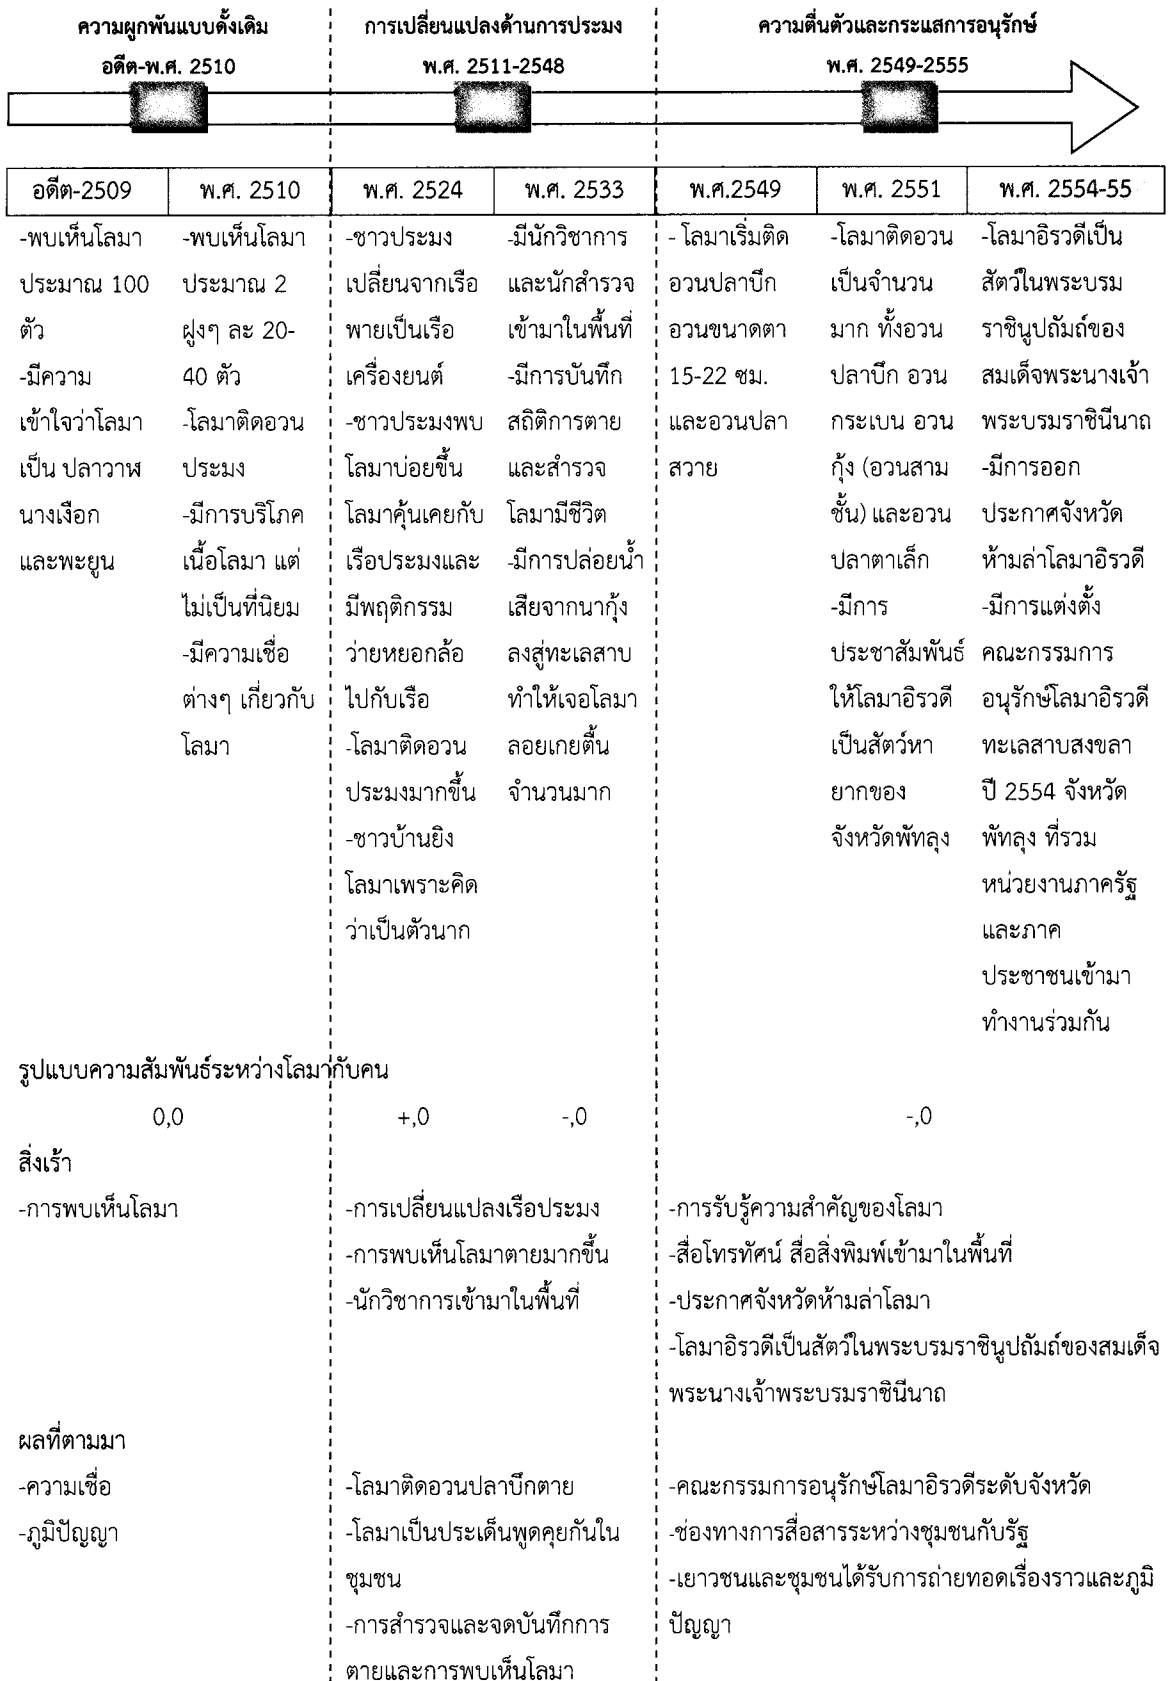 ความผูกพันแบบดั้งเดิม
อดีต-พ.ศ. 2510
การเปลี่ยนแปลงด้านการประมง
พ.ศ. 2511-2548
ความตื่นตัวและกระแสการอนุรักษ์
พ.ศ. 2549-2555
อดีต-2509
-พบเห็นโลมา
ประมาณ 100
ตัว
-มีความ
เข้าใจว่าโลมา
เป็น ปลาวาฬ
นางเงือก
และพะยูน
พ.ศ. 2510
-พบเห็นโลมา
ประมาณ 2
ฝูงๆ ละ 20-
40 ตัว
-โลมาติดอวน
ประมง
-มีการบริโภค
เนื้อโลมา แต่
ไม่เป็นที่นิยม
-มีความเชื่อ
ต่างๆ เกี่ยวกับ
โลมา
พ.ศ. 2524
-ชาวประมง
เปลี่ยนจากเรือ
พายเป็นเรือ
เครื่องยนต์
-ชาวประมงพบ
โลมาบ่อยขึ้น
โลมาคุ้นเคยกับ
เรือประมงและ
มีพฤติกรรม
ว่ายหยอกล้อ
ไปกับเรือ
-โลมาติดอวน
ประมงมากขึ้น
-ชาวบ้านยิง
โลมาเพราะคิด
ว่าเป็นตัวนาก
พ.ศ. 2533
-มีนักวิชาการ
และนักสำรวจ
เข้ามาในพื้นที่
-มีการบันทึก
สถิติการตาย
และสำรวจ
โลมามีชีวิต
-มีการปล่อยน้ำ
เสียจากนากุ้ง
ลงสู่ทะเลสาบ
ทำให้เจอโลมา
ลอยเกยตื้น
จำนวนมาก
พ.ศ.2549
- โลมาเริ่มติด
อวนปลาบึก
อวนขนาดตา
15-22 ซม.
และอวนปลา
สวาย
พ.ศ. 2551
-โลมาติดอวน
เป็นจำนวน
มาก ทั้งอวน
ปลาบึก อวน
กระเบน อวน
กุ้ง (อวนสาม
ชั้น) และอวน
ปลาตาเล็ก
-มีการ
ประชาสัมพันธ์
ให้โลมาอิรวดี
เป็นสัตว์หา
ยากของ
จังหวัดพัทลุง
พ.ศ. 2554-55
-โลมาอิรวดีเป็น
สัตว์ในพระบรม
ราชินูปถัมภ์ของ
สมเด็จพระนางเจ้า
พระบรมราชินีนาถ
-มีการออก
ประกาศจังหวัด
ห้ามล่าโลมาอิรวดี
-มีการแต่งตั้ง
คณะกรรมการ
อนุรักษ์โลมาอิรวดี
ทะเลสาบสงขลา
ปี 2554 จังหวัด
พัทลุง ที่รวม
หน่วยงานภาครัฐ
และภาค
ประชาชนเข้ามา
ทำงานร่วมกัน
รูปแบบความสัมพันธ์ระหว่างโลมากับคน
0,0
+,0
-,0
-,0
สิ่งเร้า
-การพบเห็นโลมา
-การเปลี่ยนแปลงเรือประมง
-การพบเห็นโลมาตายมากขึ้น
-นักวิชาการเข้ามาในพื้นที่
-การรับรู้ความสำคัญของโลมา
-สื่อโทรทัศน์ สื่อสิ่งพิมพ์เข้ามาในพื้นที่
-ประกาศจังหวัดห้ามล่าโลมา
-โลมาอิรวดีเป็นสัตว์ในพระบรมราชินูปถัมภ์ของสมเด็จ
พระนางเจ้าพระบรมราชินีนาถ
ผลที่ตามมา
-ความเชื่อ
-ภูมิปัญญา
-โลมาติดอวนปลาบึกตาย
-โลมาเป็นประเด็นพูดคุยกันใน
ชุมชน
-การสำรวจและจดบันทึกการ
ตายและการพบเห็นโลมา
-คณะกรรมการอนุรักษ์โลมาอิรวดีระดับจังหวัด
-ช่องทางการสื่อสารระหว่างชุมชนกับรัฐ
-เยาวชนและชุมชนได้รับการถ่ายทอดเรื่องราวและภูมิ
ปัญญา